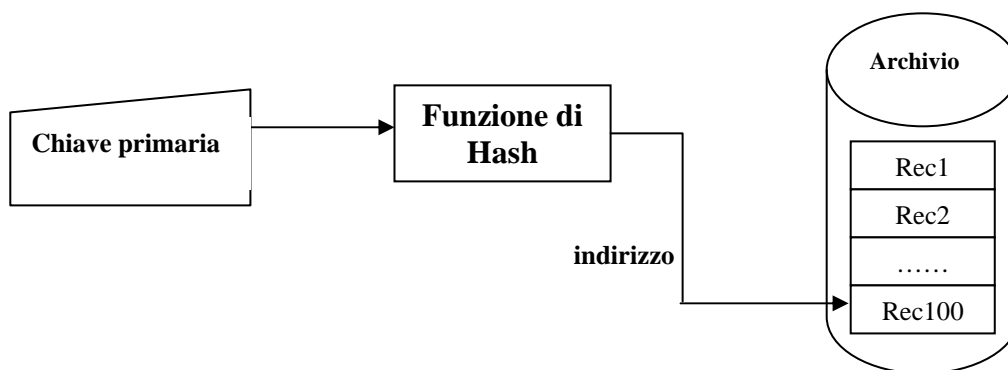 Archivio
Chiave primaria
Funzione di
Hash
Rec1
Rec2
indirizzo
……
Rec100